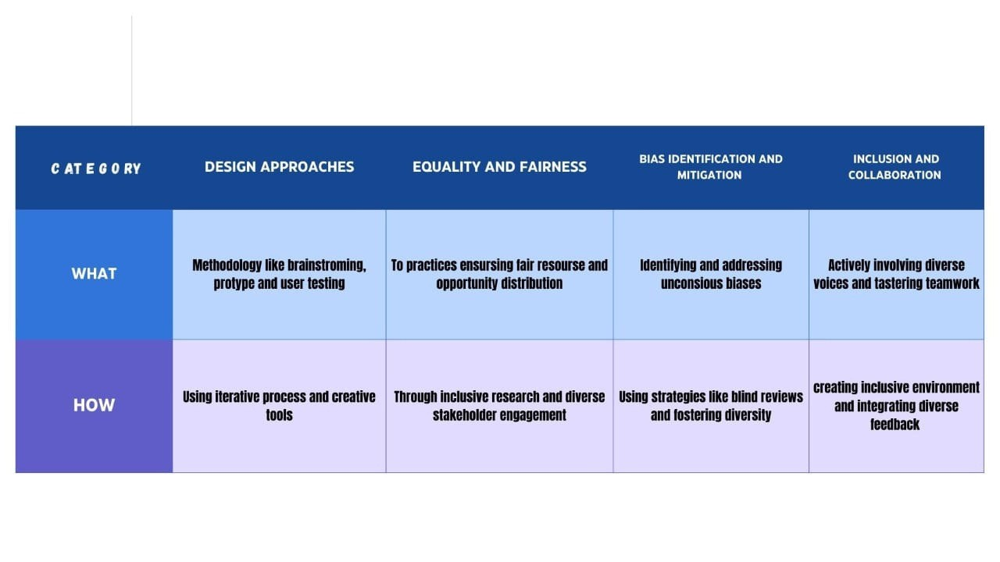 CATEGORY
DESIGN APPROACHES
EQUALITY AND FAIRNESS
BIAS IDENTIFICATION AND
MITIGATION
INCLUSION AND
COLLABORATION
WHAT
Methodology like brainstroming,
protype and user testing
To practices ensursing fair resourse and
opportunity distribution
Identifying and addressing
unconsious biases
Actively involving diverse
voices and tastering teamwork
HOW
Using iterative process and creative
tools
Through inclusive research and diverse
stakeholder engagement
Using strategies like blind reviews
and fostering diversity
creating inclusive environment
and integrating diverse
feedback